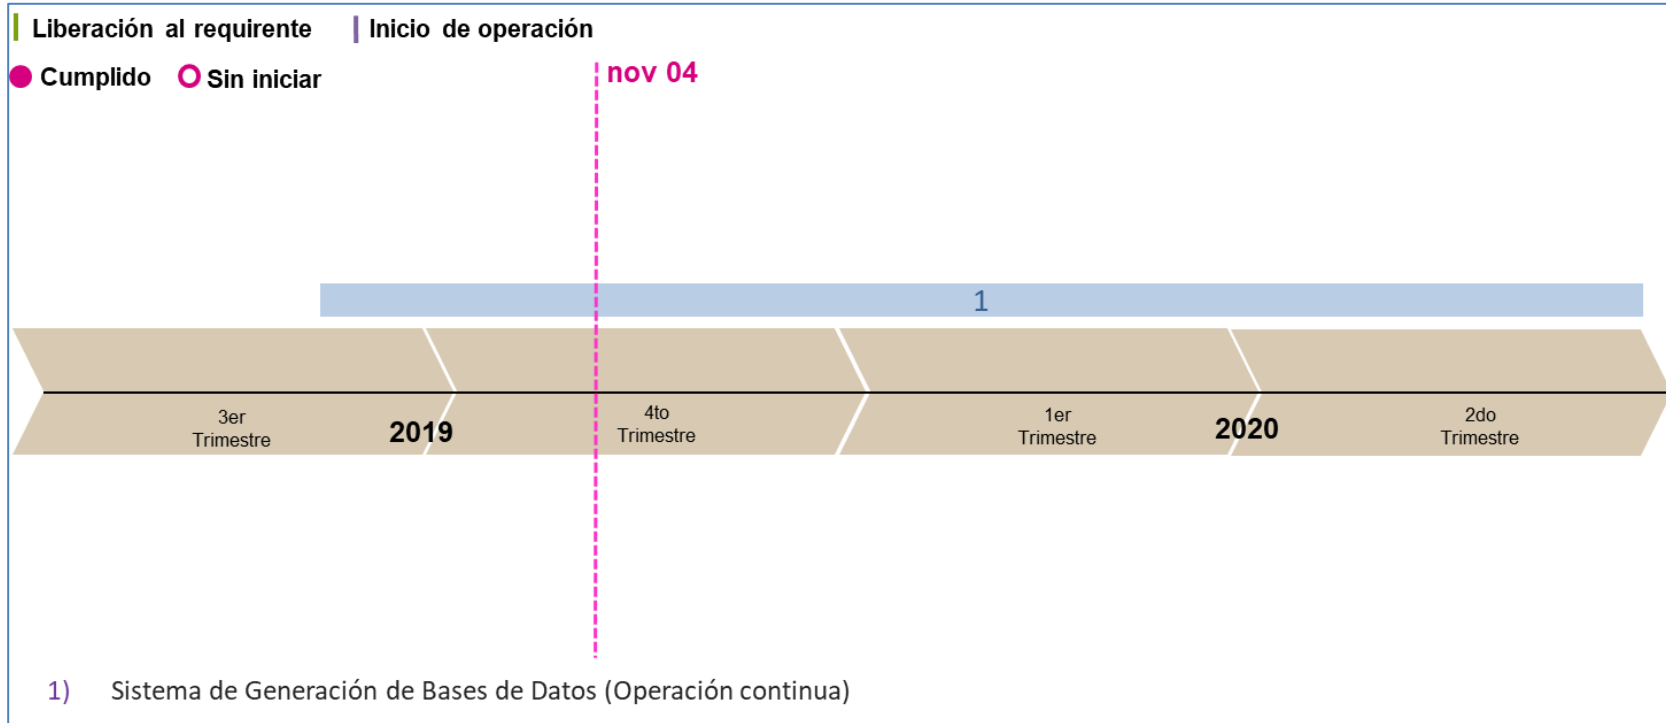 Liberación al requirente Inicio de operación
Cumplido Sin iniciar
nov 04
1
3er
Trimestre
2019
4to
Trimestre
1er
Trimestre
2020
2do
Trimestre
1) Sistema de Generación de Bases de Datos (Operación continua)